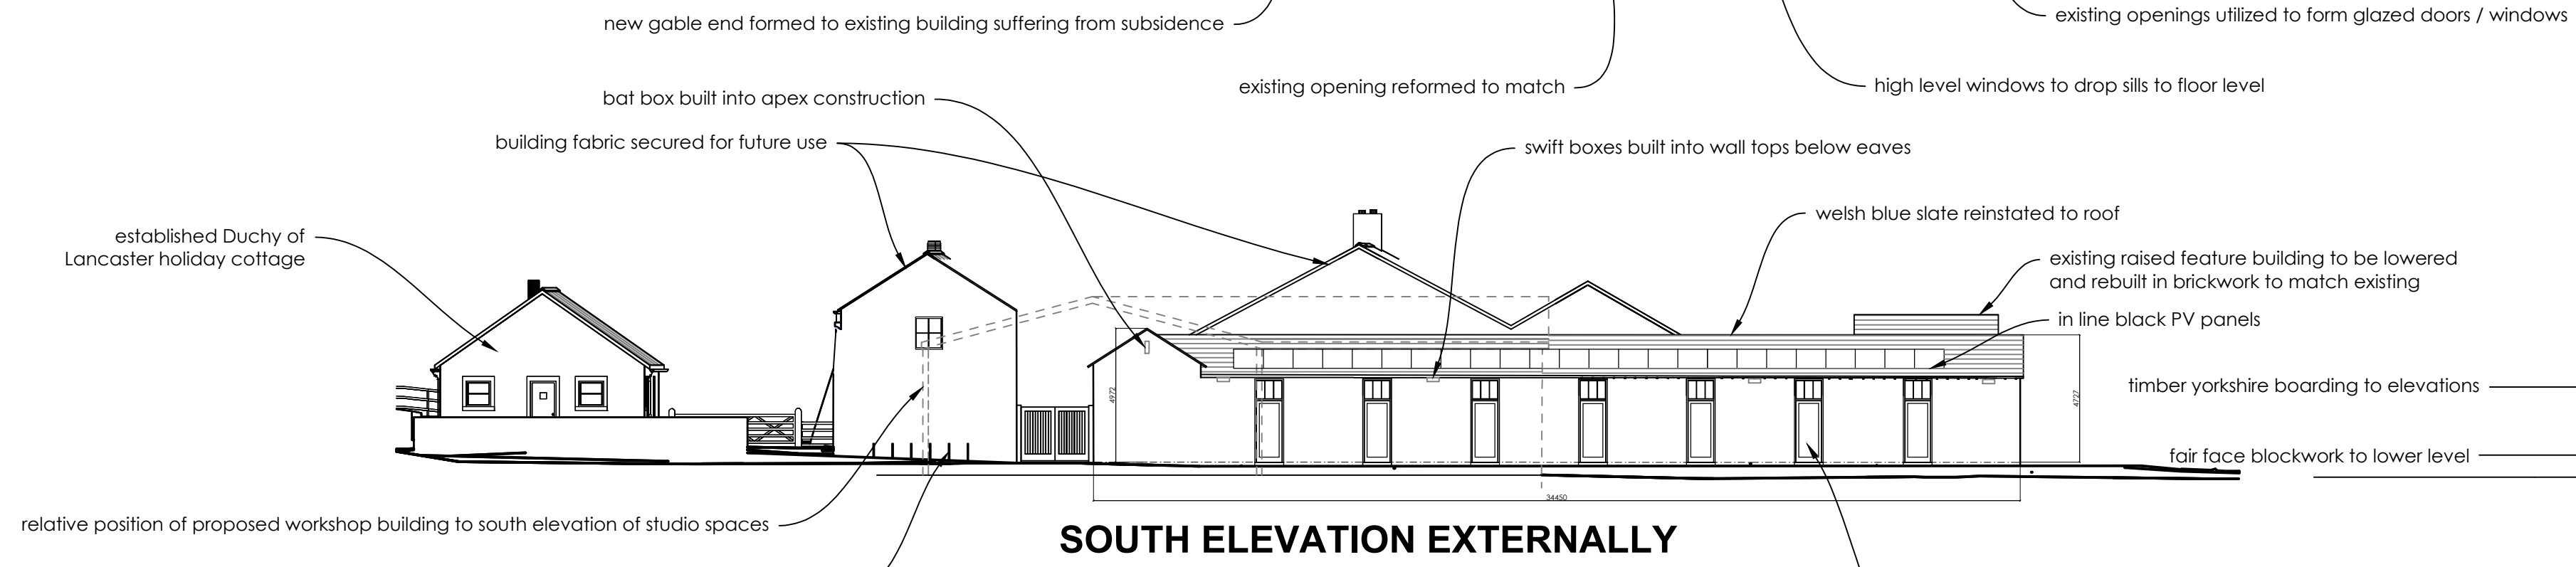 existing openings utilized to form glazed doors / windows
new gable end formed to existing building suffering from subsidence
existing opening reformed to match
high level windows to drop sills to floor level
bat box built into apex construction
building fabric secured for future use
swift boxes built into wall tops below eaves
welsh blue slate reinstated to roof
established Duchy of
Lancaster holiday cottage
existing raised feature building to be lowered
and rebuilt in brickwork to match existing
in line black PV panels
timber yorkshire boarding to elevations
4972
4727
fair face blockwork to lower level
34450
relative position of proposed workshop building to south elevation of studio spaces
SOUTH ELEVATION EXTERNALLY